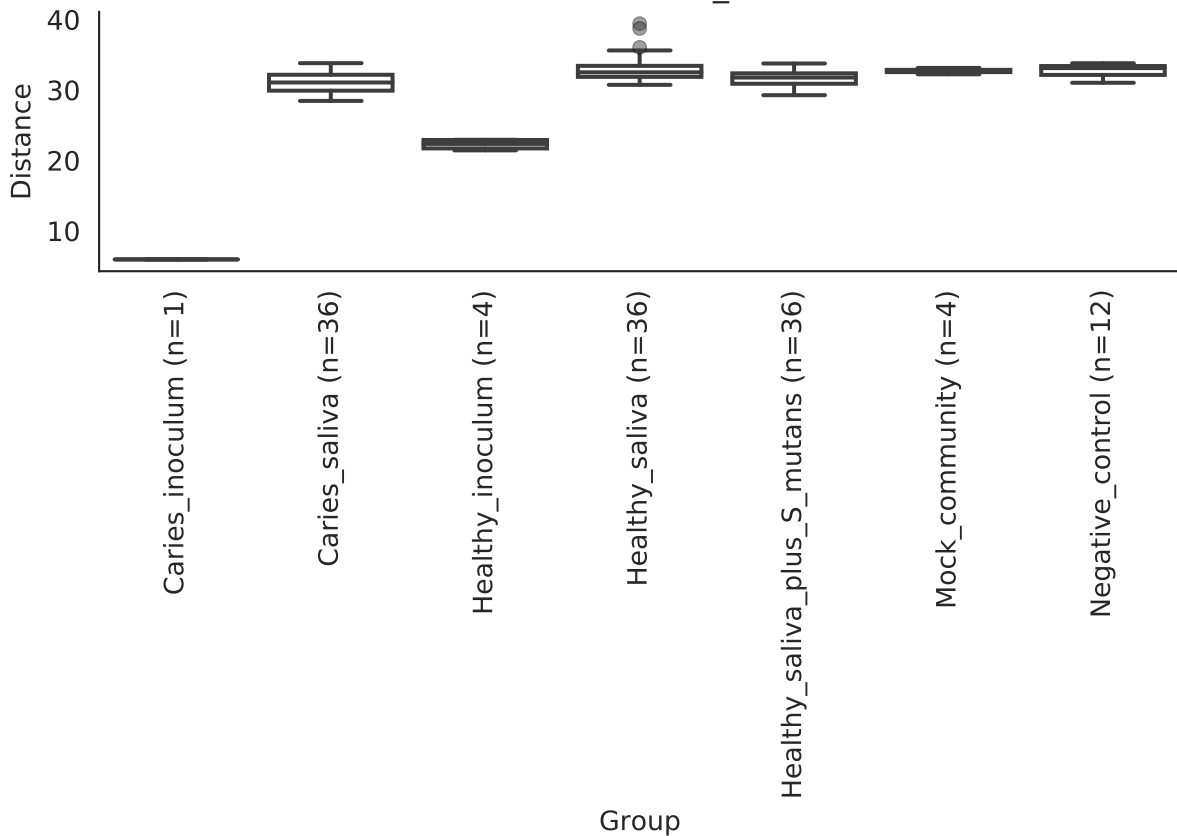 40
30
20
10
Distance
Caries_inoculum (n=1)
Caries_saliva (n=36)
Healthy_inoculum (n=4)
Healthy_saliva (n=36)
Healthy_saliva_plus_S_mutans (n=36)
Mock_community (n=4)
Negative_control (n=12)
Group